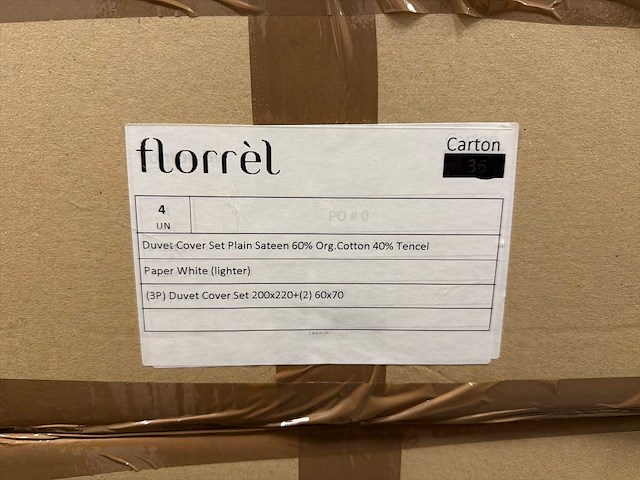 florrèl
Carton
36
4
UN
PO # 0
Duvet Cover Set Plain Sateen 60% Org.Cotton 40% Tencel
Paper White (lighter)
(3P) Duvet Cover Set 200x220+(2) 60x70